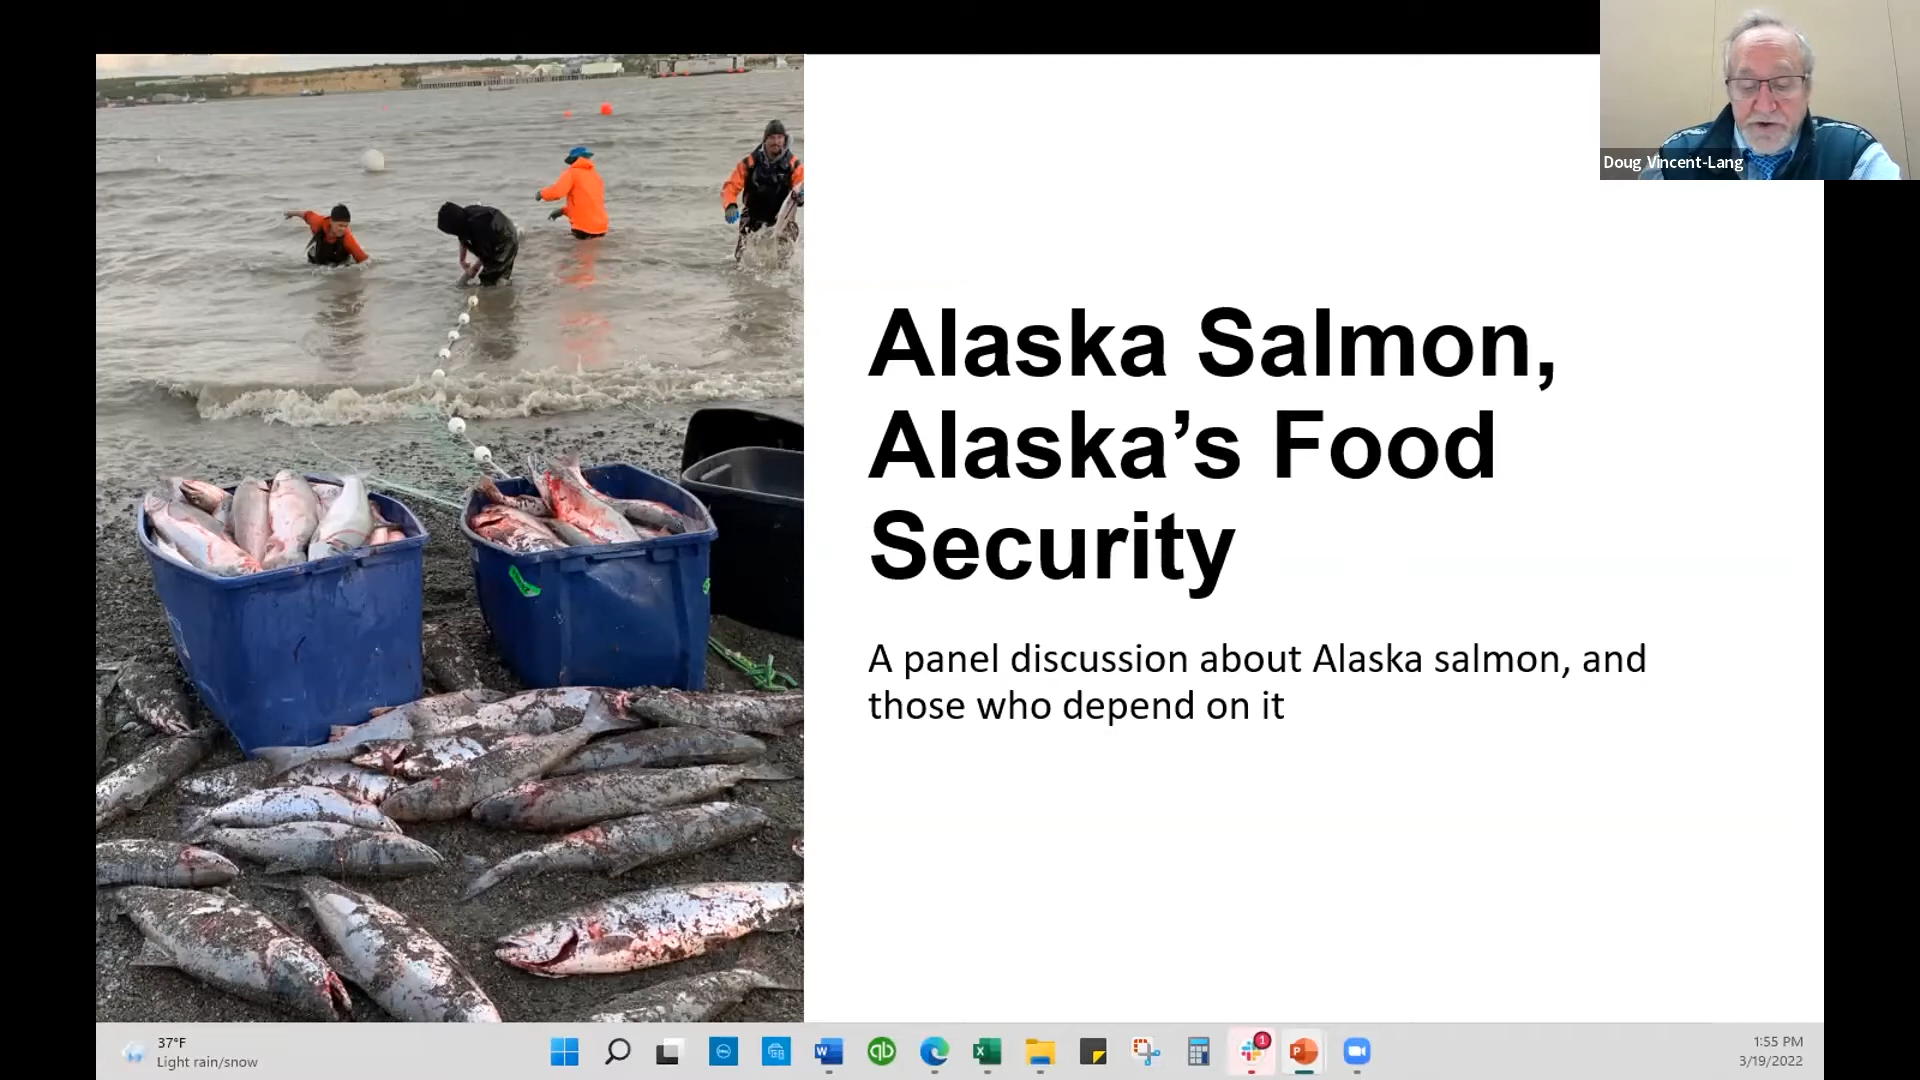 Doug Vincent-Lang
Alaska Salmon,
Alaska’s Food
Security
A panel discussion about Alaska salmon, and
those who depend on it
37°F
Light rain/snow
1
1:55 PM
3/19/2022